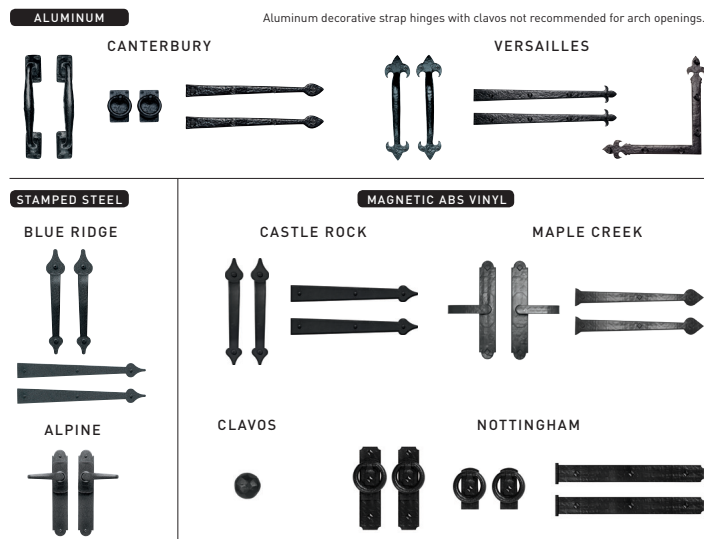 ALUMINUM
Aluminum decorative strap hinges with clavos not recommended for arch openings.
CANTERBURY
VERSAILLES
STAMPED STEEL
MAGNETIC ABS VINYL
BLUE RIDGE
CASTLE ROCK
MAPLE CREEK
ALPINE
CLAVOS
NOTTINGHAM